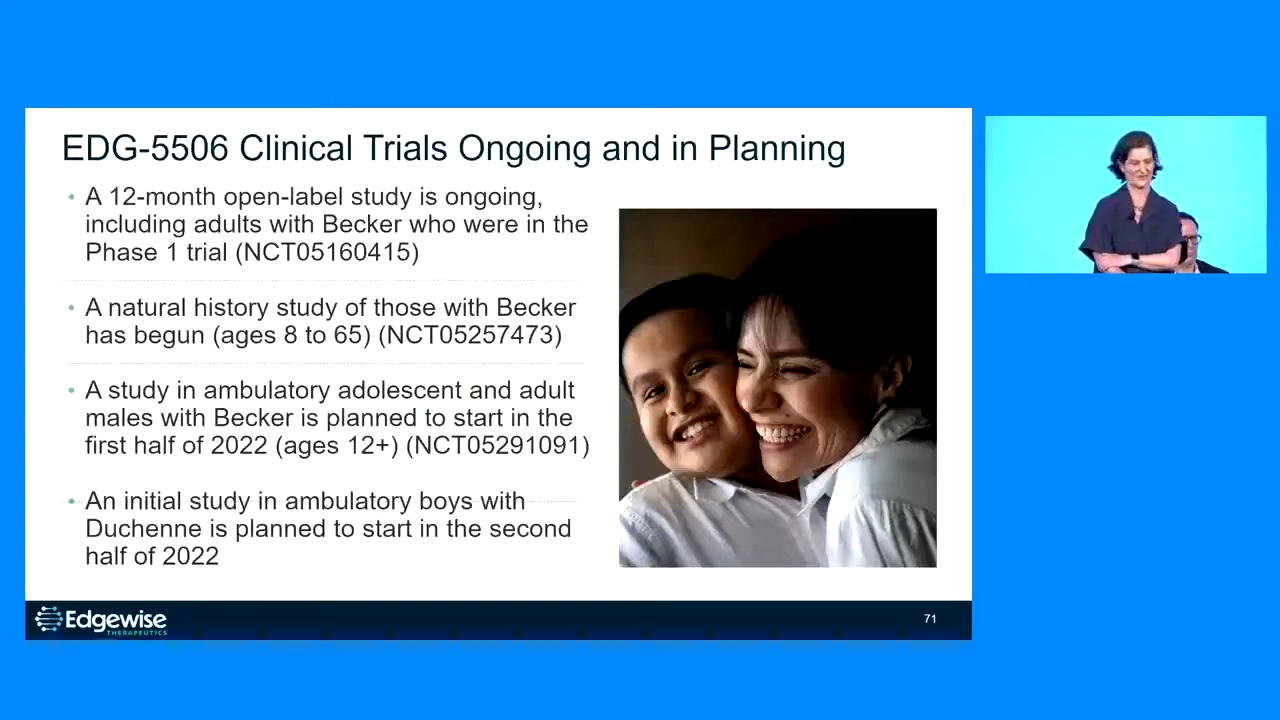 EDG-5506 Clinical Trials Ongoing and in Planning
• A 12-month open-label study is ongoing,
including adults with Becker who were in the
Phase 1 trial (NCT05160415)
• A natural history study of those with Becker
has begun (ages 8 to 65) (NCT05257473)
• A study in ambulatory adolescent and adult
males with Becker is planned to start in the
first half of 2022 (ages 12+) (NCT05291091)
• An initial study in ambulatory boys with
Duchenne is planned to start in the second
half of 2022
Edgewise
THERAPEUTICS
71